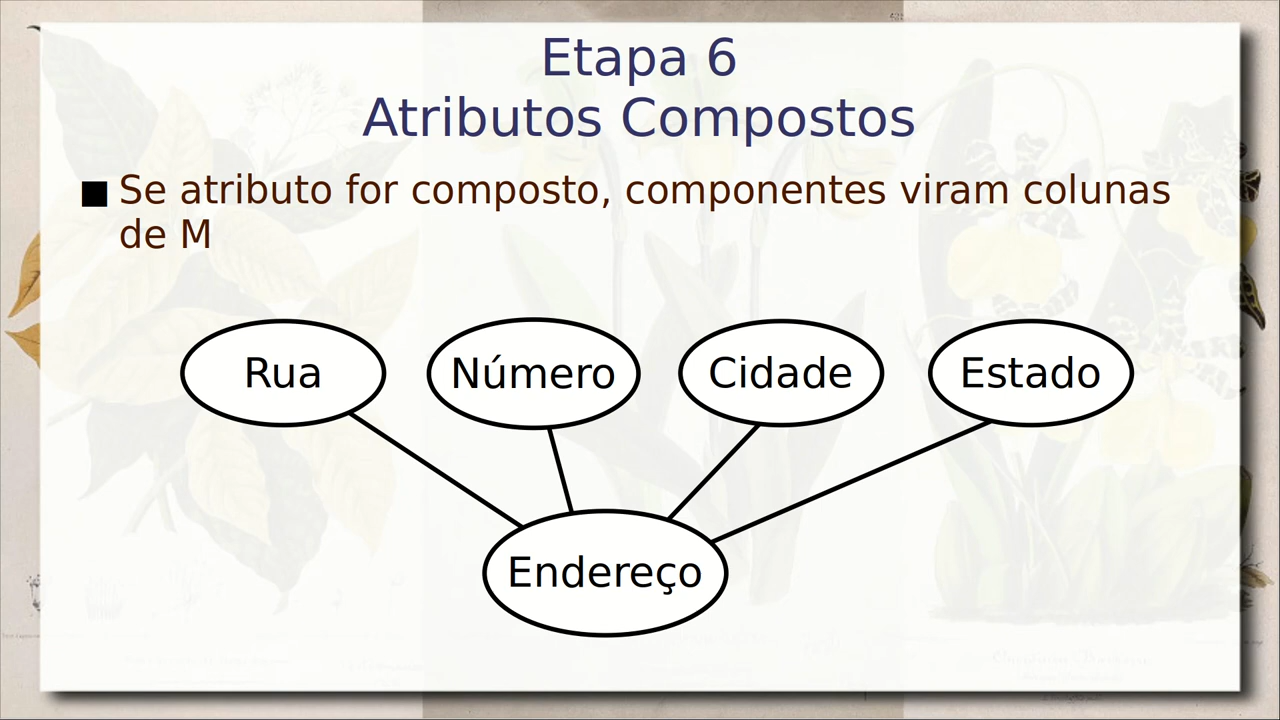 Etapa 6
Atributos Compostos
■ Se atributo for composto, componentes viram colunas
de M
Rua
Número
Cidade
Estado
Endereço